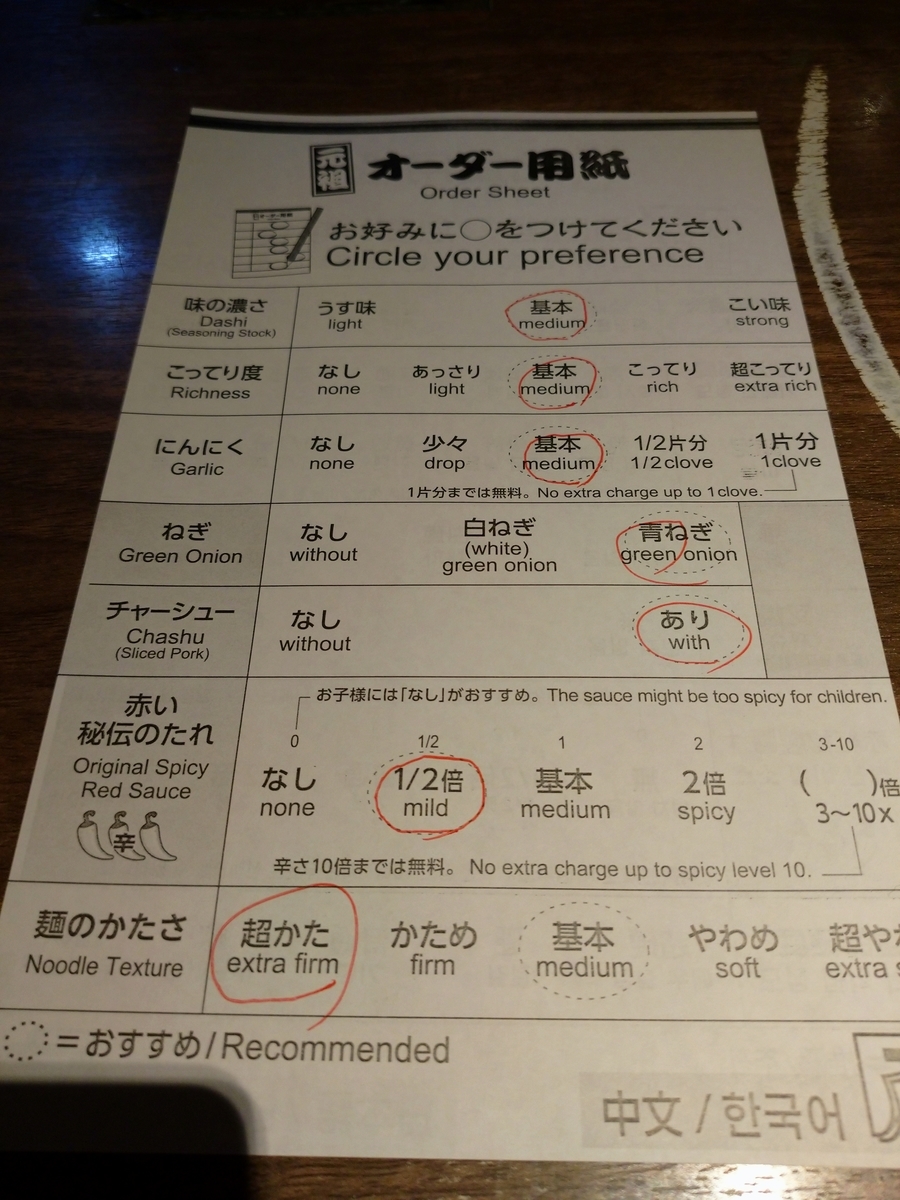 元祖 オーダー用紙
Order Sheet
お好みに○をつけてください
Circle your preference
味の濃さ うす味 基本 こい味
Dashi light medium strong
(Seasoning Stock)
こってり度 なし あっさり 基本 こってり 超こってり
Richness none light medium rich extra rich
にんにく なし 少々 基本 1/2片分 1片分
Garlic none drop medium 1/2clove 1clove
1片分までは無料。No extra charge up to 1clove.
ねぎ なし 白ねぎ 青ねぎ
Green Onion without (white) green onion
green onion
チャーシュー なし あり
Chashu without with
(Sliced Pork)
お子様には「なし」がおすすめ。The sauce might be too spicy for children.
赤い
秘伝のたれ
Original Spicy
Red Sauce
辛
0 1/2 1 2 3-10
なし 1/2倍 基本 2倍 ( )倍
none mild medium spicy 3～10x
辛さ10倍までは無料。No extra charge up to spicy level 10.
麺のかたさ 超かた かため 基本 やわめ 超や
Noodle Texture extra firm firm medium soft extra
=おすすめ/Recommended
中文/한국어